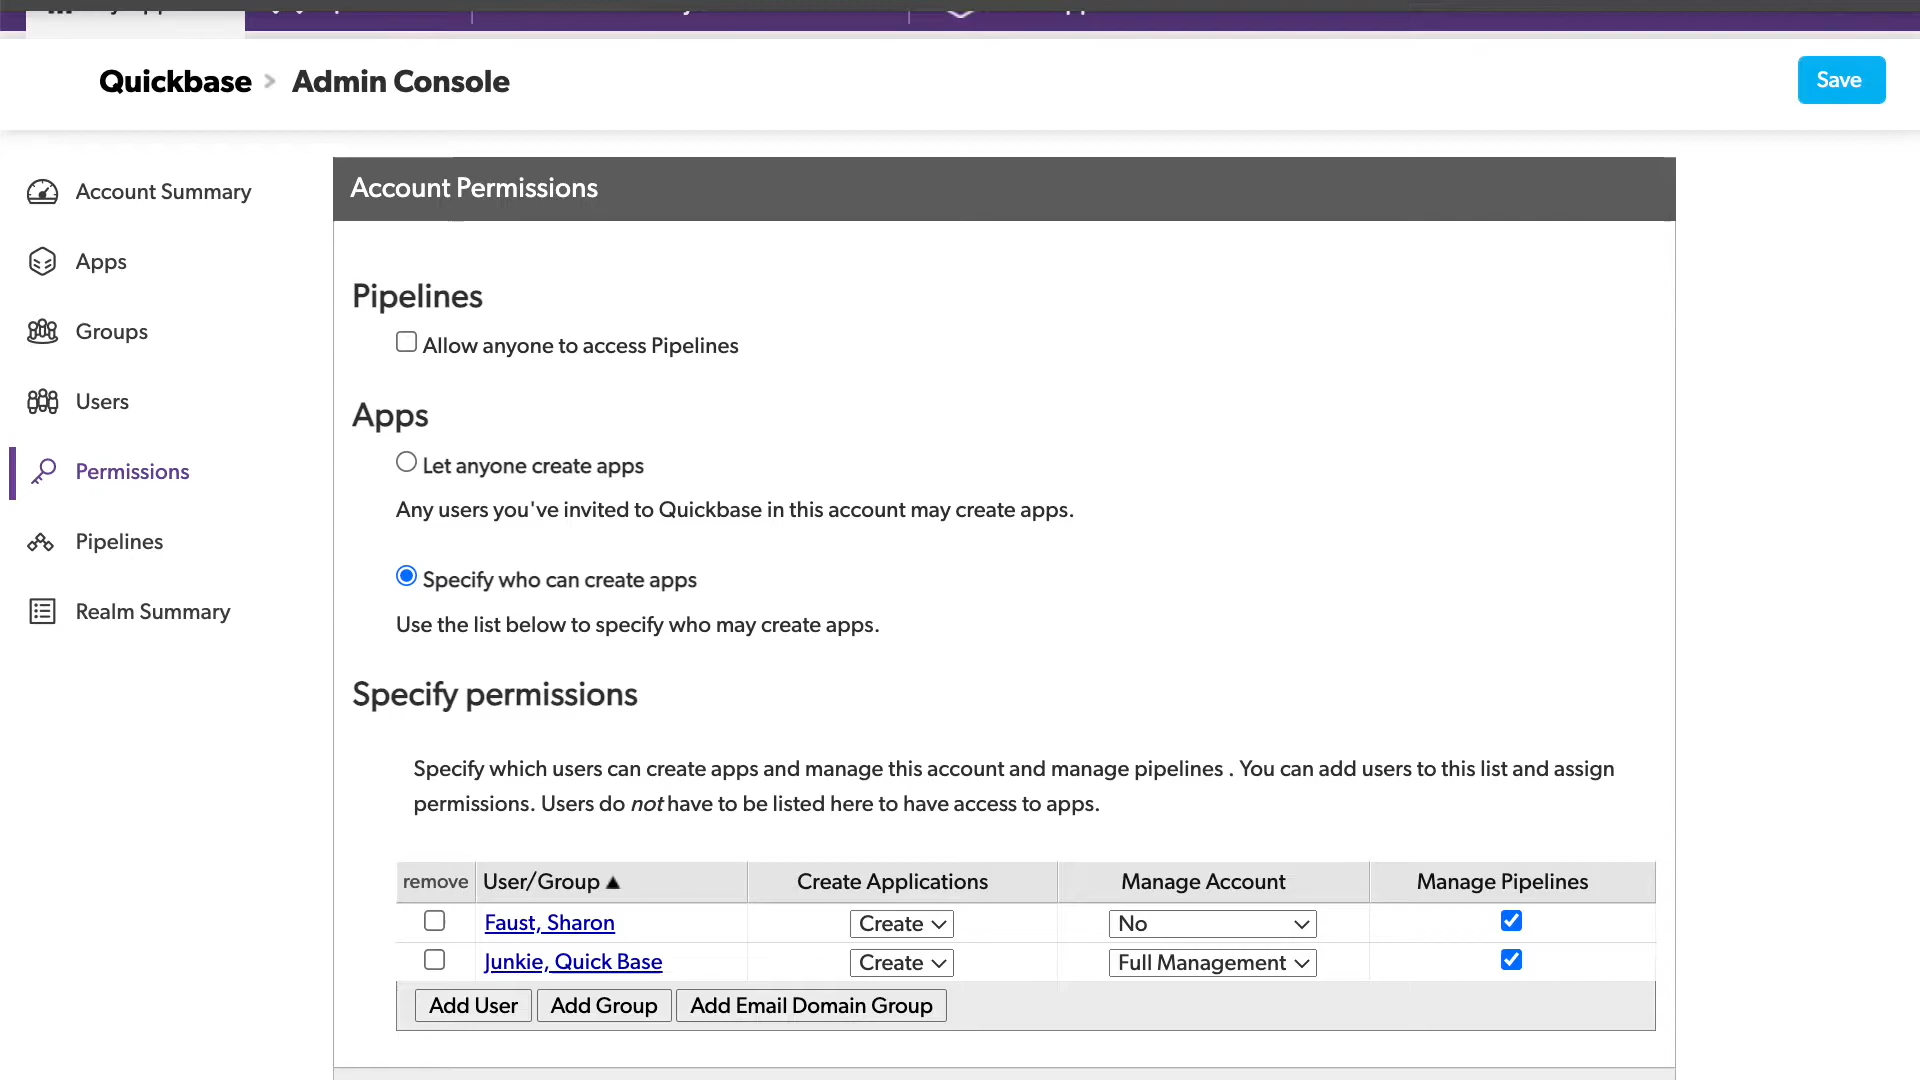 Quickbase > Admin Console
Save
Account Summary
Apps
Groups
Users
Permissions
Pipelines
Realm Summary
Account Permissions
Pipelines
Allow anyone to access Pipelines
Apps
Let anyone create apps
Any users you've invited to Quickbase in this account may create apps.
Specify who can create apps
Use the list below to specify who may create apps.
Specify permissions
Specify which users can create apps and manage this account and manage pipelines . You can add users to this list and assign
permissions. Users do not have to be listed here to have access to apps.
remove User/Group ▲ Create Applications Manage Account Manage Pipelines
Faust, Sharon Create No
Junkie, Quick Base Create Full Management
Add User Add Group Add Email Domain Group